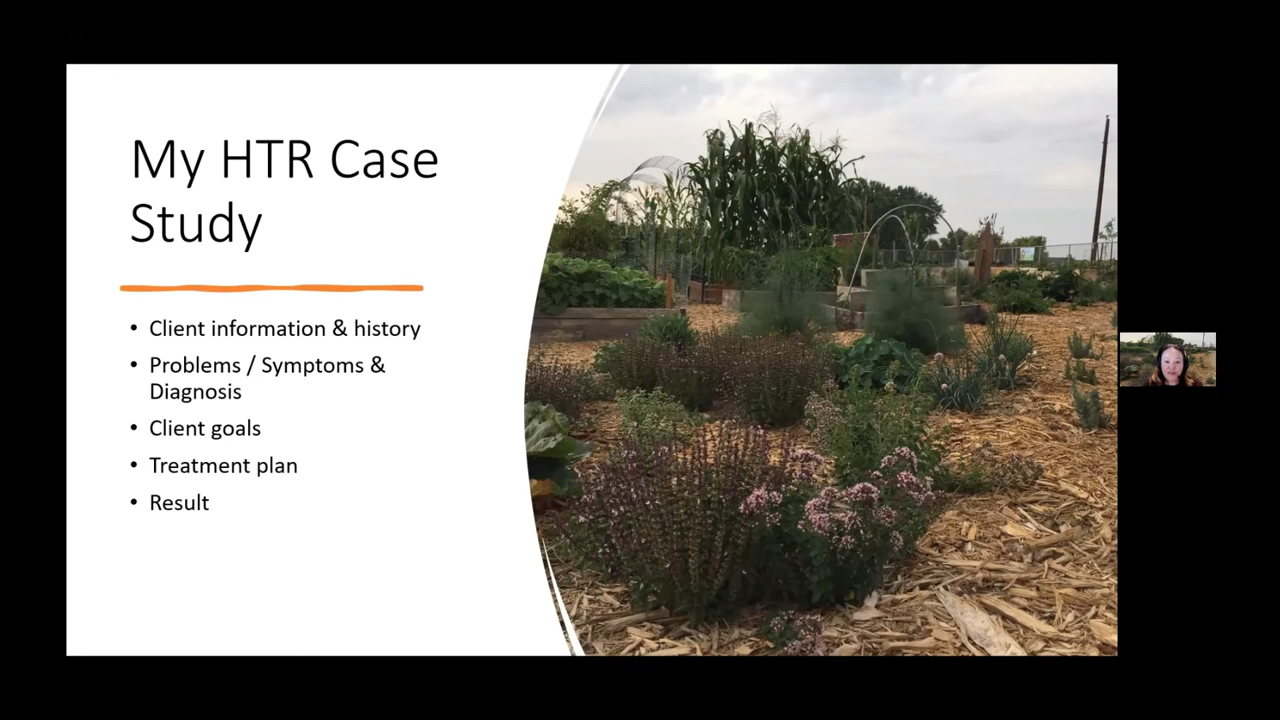 My HTR Case
Study
• Client information & history
• Problems / Symptoms &
Diagnosis
• Client goals
• Treatment plan
• Result